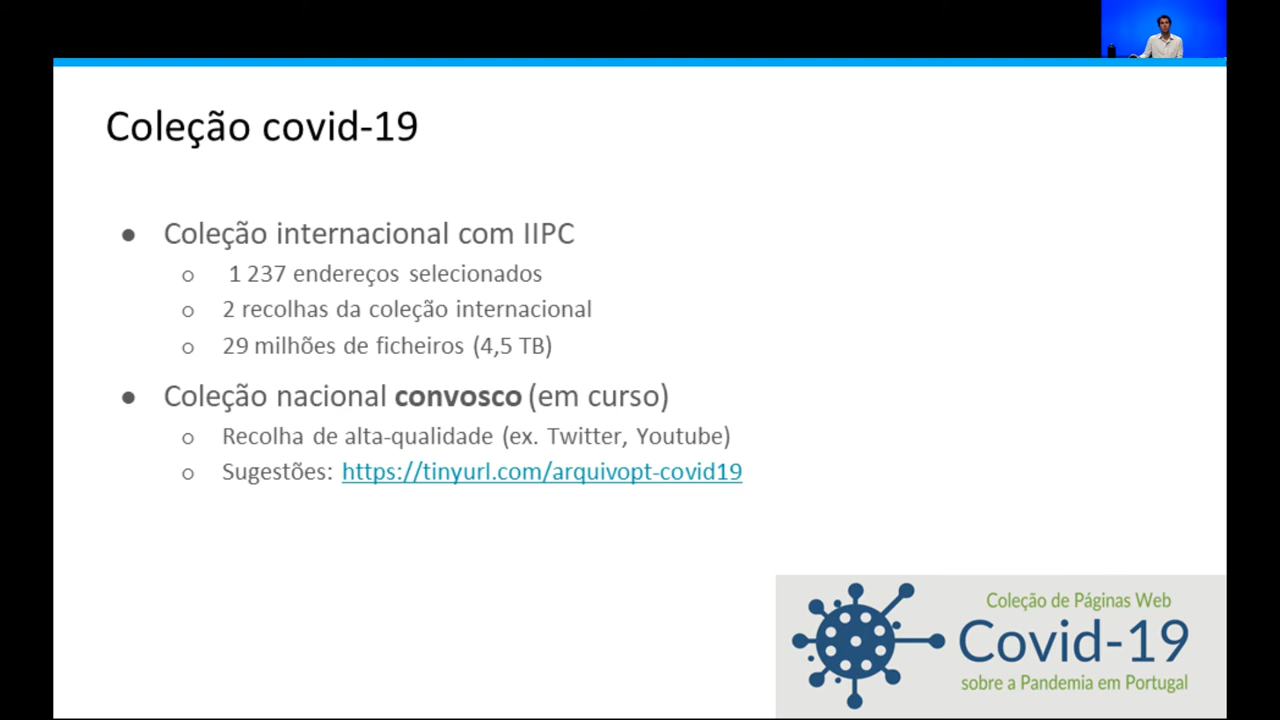 Coleção covid-19
● Coleção internacional com IIPC
○ 1 237 endereços selecionados
○ 2 recolhas da coleção internacional
○ 29 milhões de ficheiros (4,5 TB)
● Coleção nacional convosco (em curso)
○ Recolha de alta-qualidade (ex. Twitter, Youtube)
○ Sugestões: https://tinyurl.com/arquivopt-covid19
Coleção de Páginas Web
Covid-19
sobre a Pandemia em Portugal